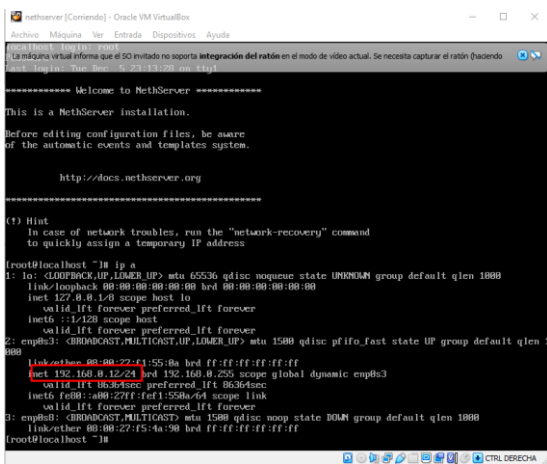 nethserver [Corriendo] - Oracle VM VirtualBox
Archivo Máquina Ver Entrada Dispositivos Ayuda
localhost login: root
La máquina virtual informa que el SO invitado no soporta integración del ratón en el modo de vídeo actual. Se necesita capturar el ratón (haciendo
Last login: Tue Dec 5 23:13:28 on tty1
************ Welcome to NethServer ************
This is a NethServer installation.
Before editing configuration files, be aware
of the automatic events and templates system.
http://docs.nethserver.org
***********************************************
(!) Hint
In case of network troubles, run the "network-recovery" command
to quickly assign a temporary IP address
[root@localhost ~]# ip a
1: lo: <LOOPBACK,UP,LOWER_UP> mtu 65536 qdisc noqueue state UNKNOWN group default qlen 1000
link/loopback 00:00:00:00:00:00 brd 00:00:00:00:00:00
inet 127.0.0.1/8 scope host lo
valid_lft forever preferred_lft forever
inet6 ::1/128 scope host
valid_lft forever preferred_lft forever
2: enp0s3: <BROADCAST,MULTICAST,UP,LOWER_UP> mtu 1500 qdisc pfifo_fast state UP group default qlen 1
000
link/ether 08:00:27:f1:55:0a brd ff:ff:ff:ff:ff:ff
inet 192.168.0.12/24 brd 192.168.0.255 scope global dynamic enp0s3
valid_lft 86364sec preferred_lft 86364sec
inet6 fe80::a00:27ff:fef1:550a/64 scope link
valid_lft forever preferred_lft forever
3: enp0s8: <BROADCAST,MULTICAST> mtu 1500 qdisc noop state DOWN group default qlen 1000
link/ether 08:00:27:f5:4a:90 brd ff:ff:ff:ff:ff:ff
[root@localhost ~]#
CTRL DERECHA